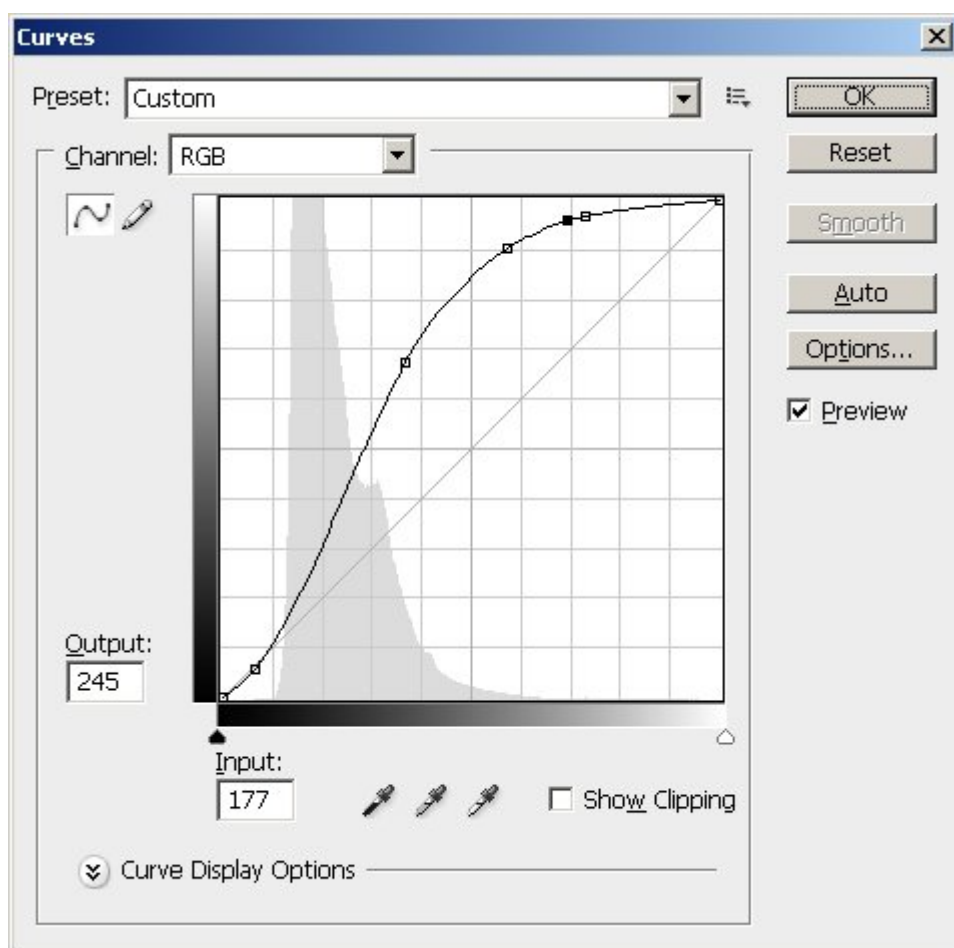 Curves
Preset: Custom
OK
Channel: RGB
Reset
Smooth
Auto
Options...
Preview
Output:
245
Input:
177
Show Clipping
Curve Display Options